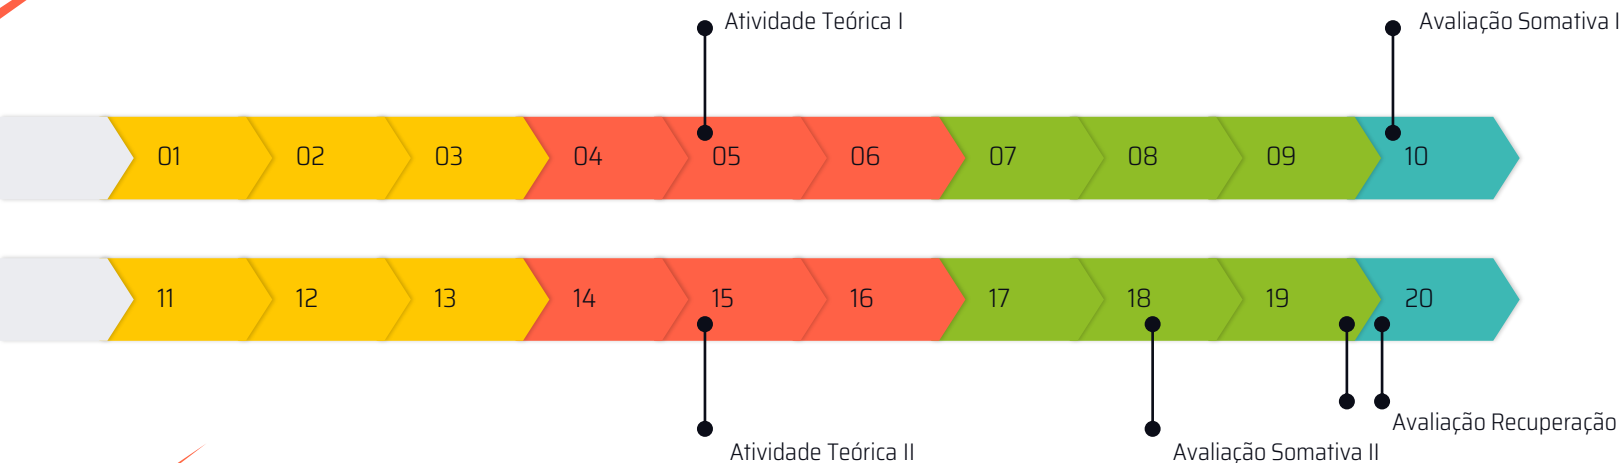 Atividade Teórica I
Avaliação Somativa I
01 02 03 04 05 06 07 08 09 10
11 12 13 14 15 16 17 18 19 20
Avaliação Recuperação
Atividade Teórica II
Avaliação Somativa II